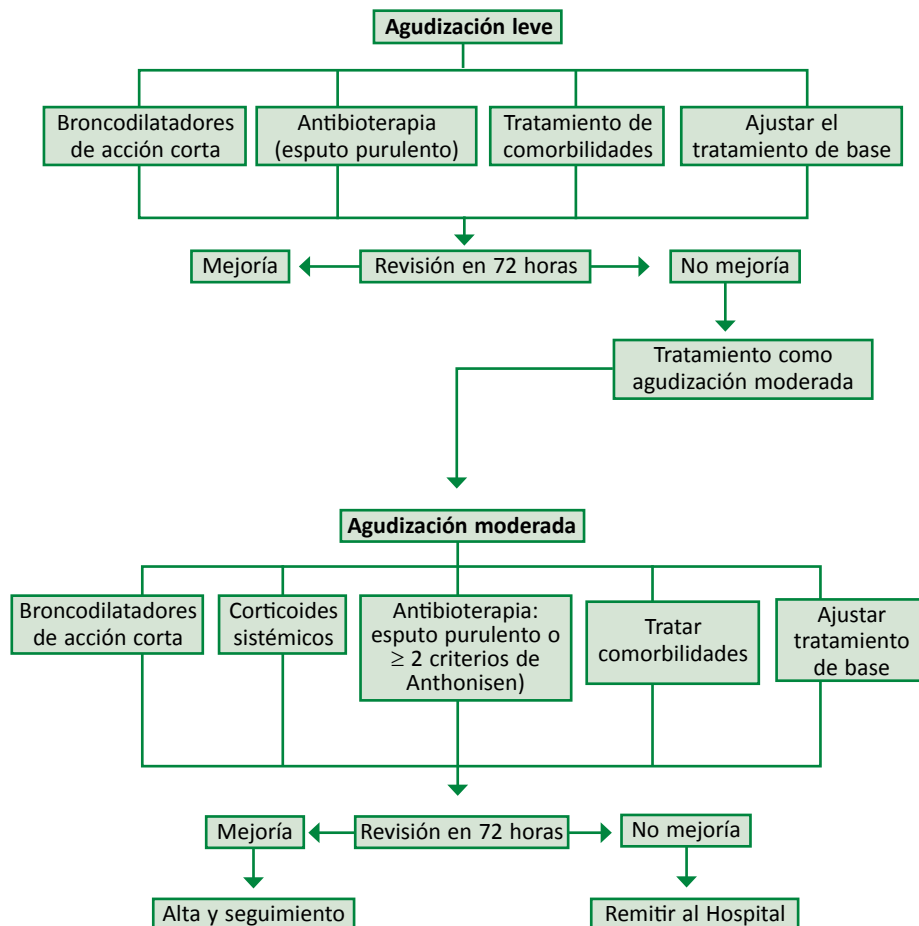 Agudización leve
Broncodilatadores
de acción corta
Antibioterapia
(esputo purulento)
Tratamiento de
comorbilidades
Ajustar el
tratamiento de base
Mejoría
Revisión en 72 horas
No mejoría
Tratamiento como
agudización moderada
Agudización moderada
Broncodilatadores
de acción corta
Corticoides
sistémicos
Antibioterapia:
esputo purulento o
≥ 2 criterios de
Anthonisen)
Tratar
comorbilidades
Ajustar
tratamiento
de base
Mejoría
Revisión en 72 horas
No mejoría
Alta y seguimiento
Remitir al Hospital